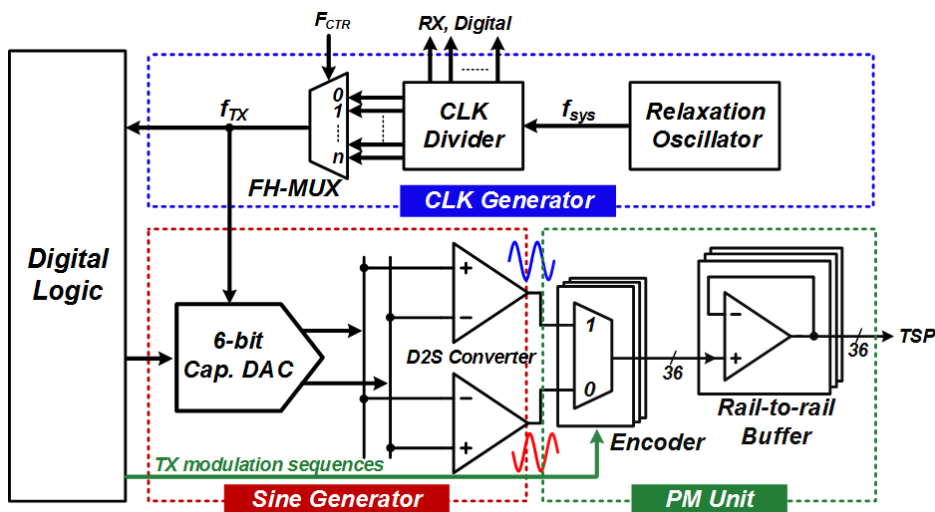 F_CTR
RX, Digital
f_TX
0
1
n
FH-MUX
CLK
Divider
f_sys
Relaxation
Oscillator
CLK Generator
Digital
Logic
6-bit
Cap. DAC
+
−
D2S Converter
−
+
1
0
Encoder
36
−
+
Rail-to-rail
Buffer
36
TSP
TX modulation sequences
Sine Generator
PM Unit